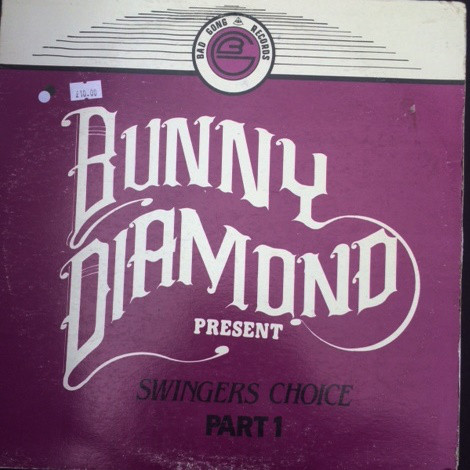 BAD GONG RECORDS
£10.00
BUNNY
DIAMOND
PRESENT
SWINGERS CHOICE
PART 1